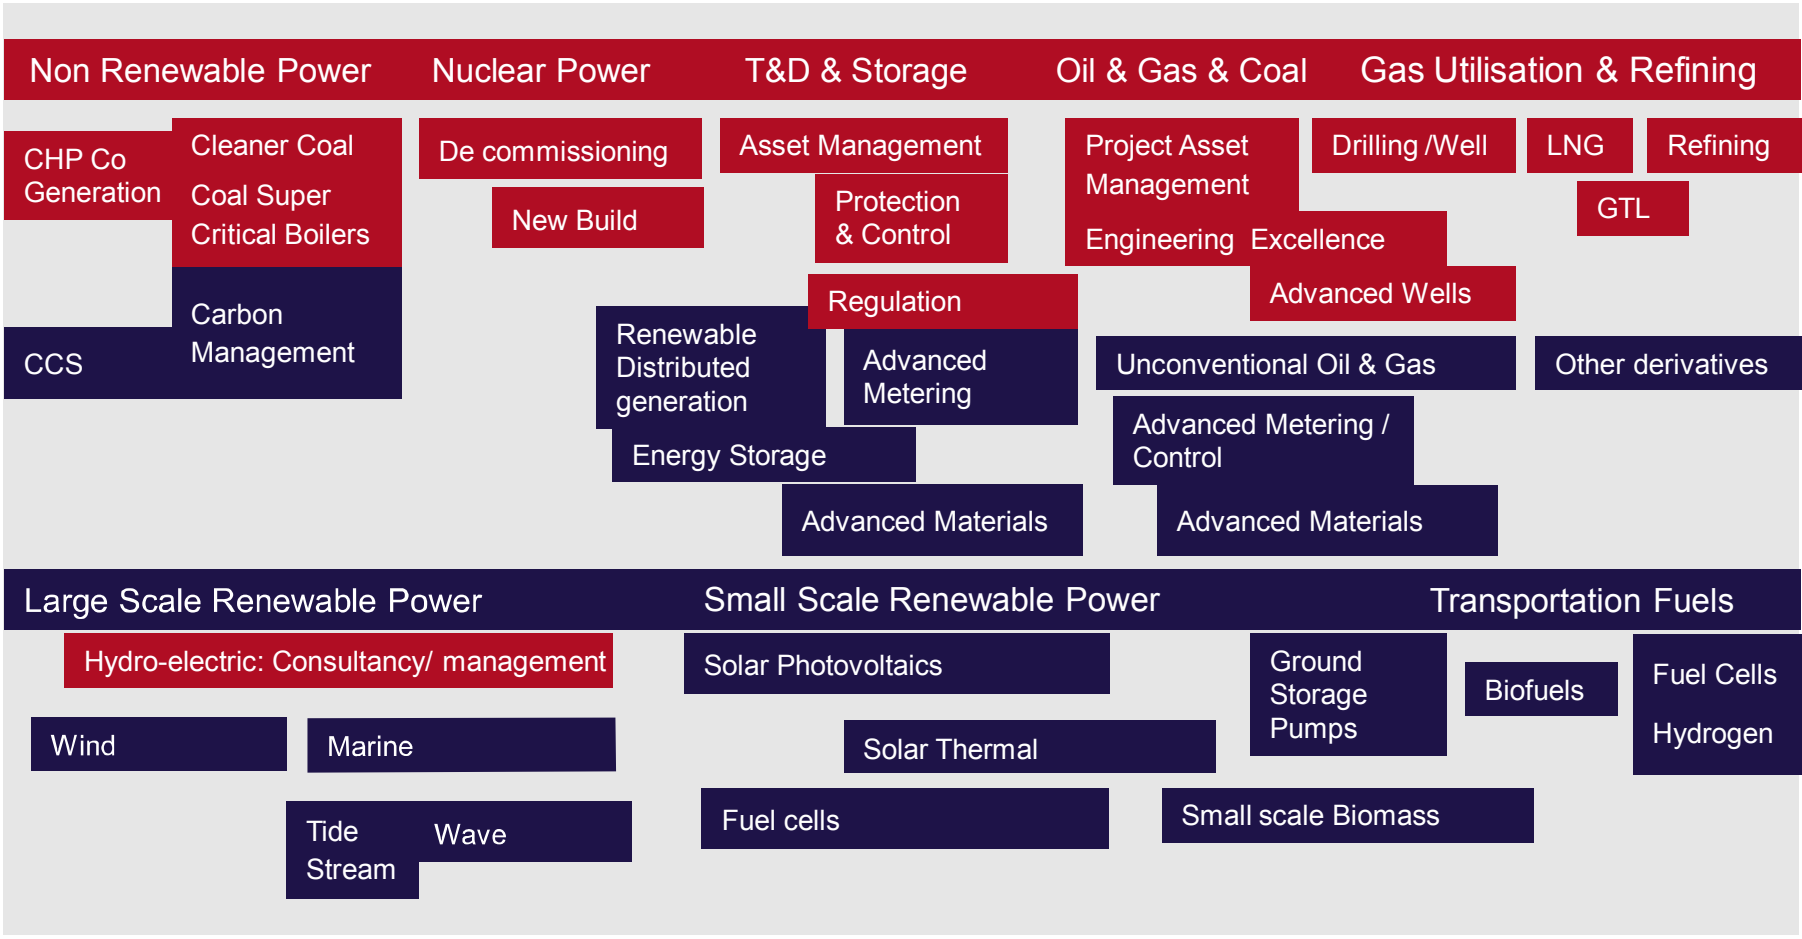 Non Renewable Power
Nuclear Power
T&D & Storage
Oil & Gas & Coal
Gas Utilisation & Refining
CHP Co
Generation
Cleaner Coal
Coal Super
Critical Boilers
Carbon
Management
CCS
De commissioning
New Build
Asset Management
Protection
& Control
Regulation
Renewable
Distributed
generation
Advanced
Metering
Energy Storage
Advanced Materials
Project Asset
Management
Engineering Excellence
Drilling /Well
Advanced Wells
LNG
Refining
GTL
Unconventional Oil & Gas
Other derivatives
Advanced Metering /
Control
Advanced Materials
Large Scale Renewable Power
Small Scale Renewable Power
Transportation Fuels
Hydro-electric: Consultancy/ management
Wind
Marine
Tide
Stream
Wave
Solar Photovoltaics
Solar Thermal
Fuel cells
Ground
Storage
Pumps
Small scale Biomass
Biofuels
Fuel Cells
Hydrogen